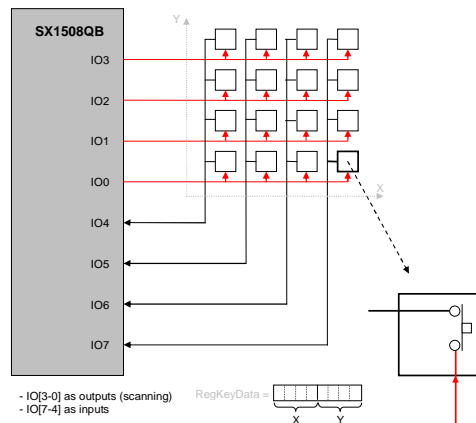 SX1508QB
Y
IO3
IO2
IO1
IO0
X
IO4
IO5
IO6
IO7
- IO[3-0] as outputs (scanning)
- IO[7-4] as inputs
RegKeyData =
X Y